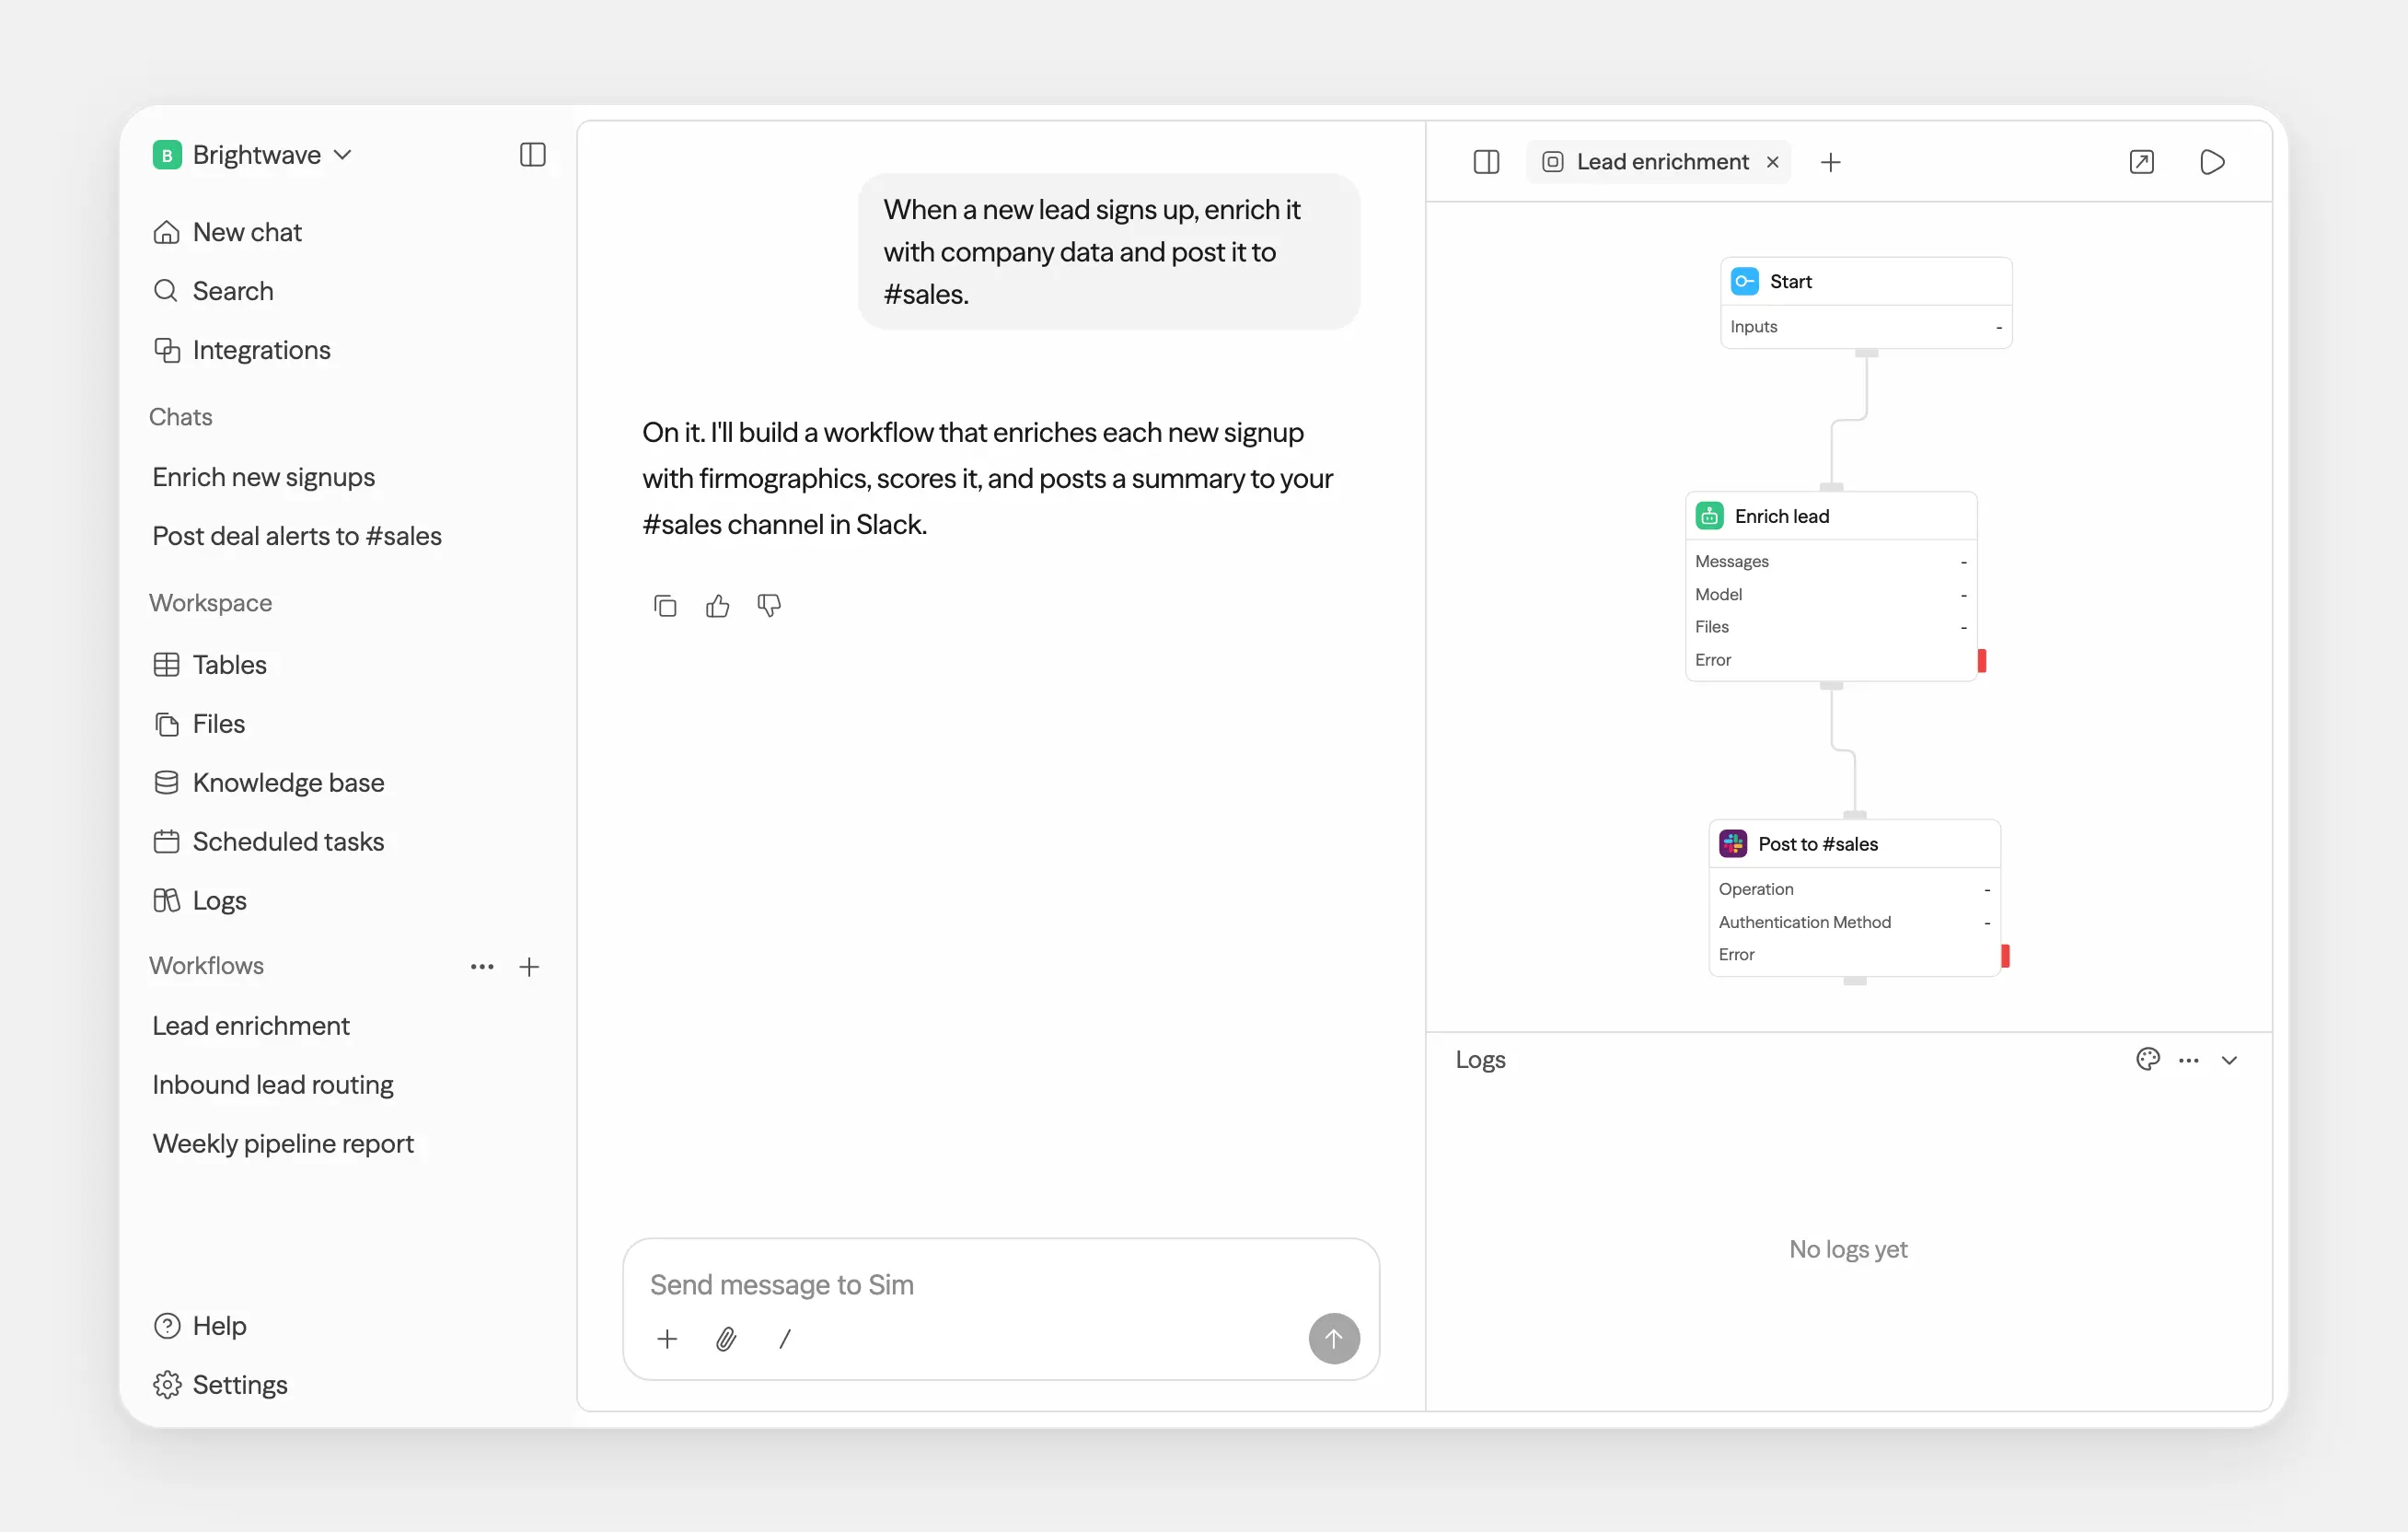 B Brightwave
New chat
Search
Integrations
Chats
Enrich new signups
Post deal alerts to #sales
Workspace
Tables
Files
Knowledge base
Scheduled tasks
Logs
Workflows
Lead enrichment
Inbound lead routing
Weekly pipeline report
Help
Settings
When a new lead signs up, enrich it
with company data and post it to
#sales.
On it. I'll build a workflow that enriches each new signup
with firmographics, scores it, and posts a summary to your
#sales channel in Slack.
Send message to Sim
/
Lead enrichment
Start
Inputs -
Enrich lead
Messages -
Model -
Files -
Error
Post to #sales
Operation -
Authentication Method -
Error
Logs
No logs yet